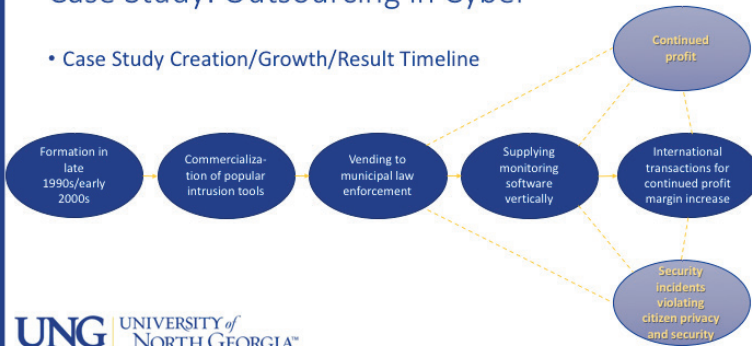 Case Study: Outsourcing in Cyber
• Case Study Creation/Growth/Result Timeline
Continued
profit
Formation in
late
1990s/early
2000s
Commercializa-
tion of popular
intrusion tools
Vending to
municipal law
enforcement
Supplying
monitoring
software
vertically
International
transactions for
continued profit
margin increase
Security
incidents
violating
citizen privacy
and security
UNG
UNIVERSITY of
NORTH GEORGIA™